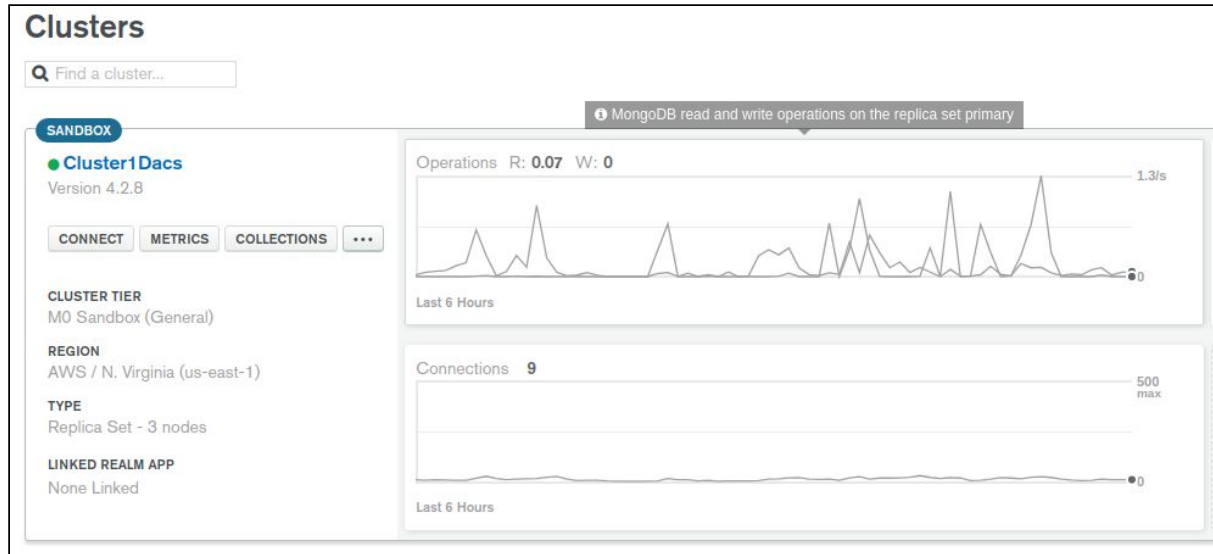 Clusters
Find a cluster...
SANDBOX
Cluster1Dacs
Version 4.2.8
CONNECT METRICS COLLECTIONS ...
CLUSTER TIER
M0 Sandbox (General)
REGION
AWS / N. Virginia (us-east-1)
TYPE
Replica Set - 3 nodes
LINKED REALM APP
None Linked
MongoDB read and write operations on the replica set primary
Operations R: 0.07 W: 0
1.3/s
0
Last 6 Hours
Connections 9
500
max
0
Last 6 Hours